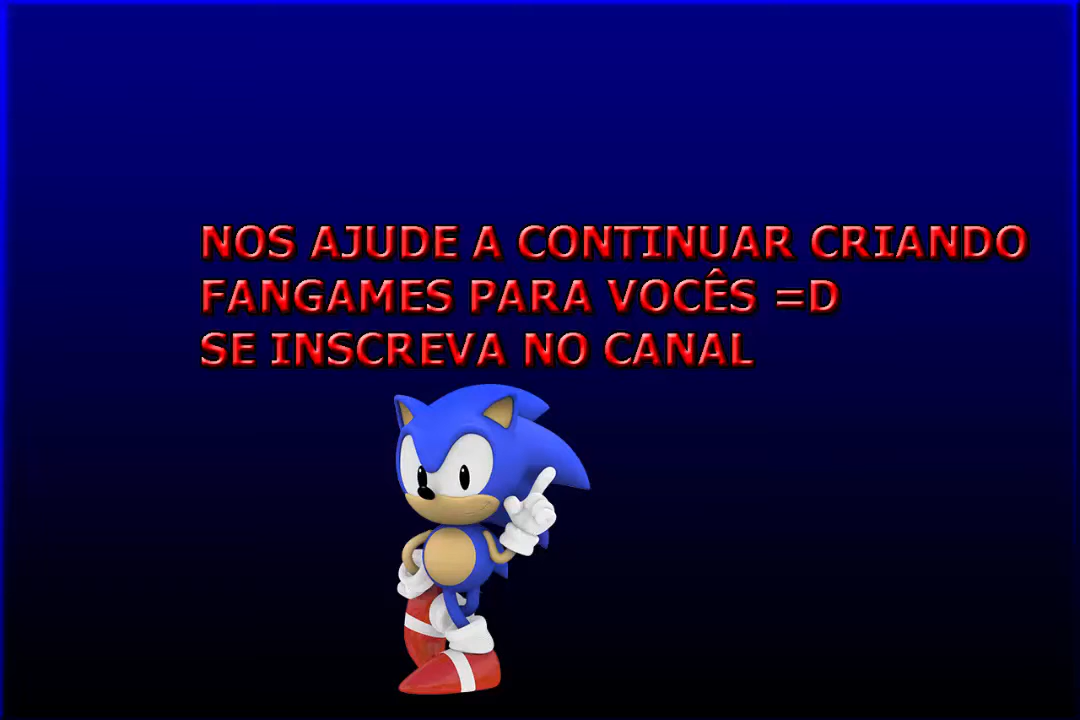 NOS AJUDE A CONTINUAR CRIANDO
FANGAMES PARA VOCÊS =D
SE INSCREVA NO CANAL